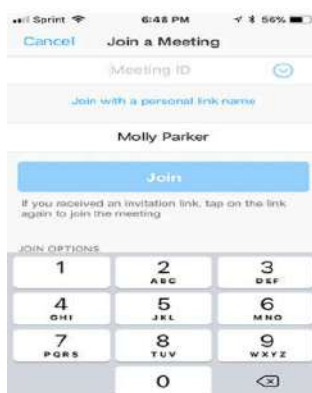 Sprint 6:48 PM 56%
Cancel Join a Meeting
Meeting ID
Join with a personal link name
Molly Parker
Join
If you received an invitation link, tap on the link
again to join the meeting
JOIN OPTIONS
1 2 3
ABC DEF
4 5 6
GHI JKL MNO
7 8 9
PQRS TUV WXYZ
0